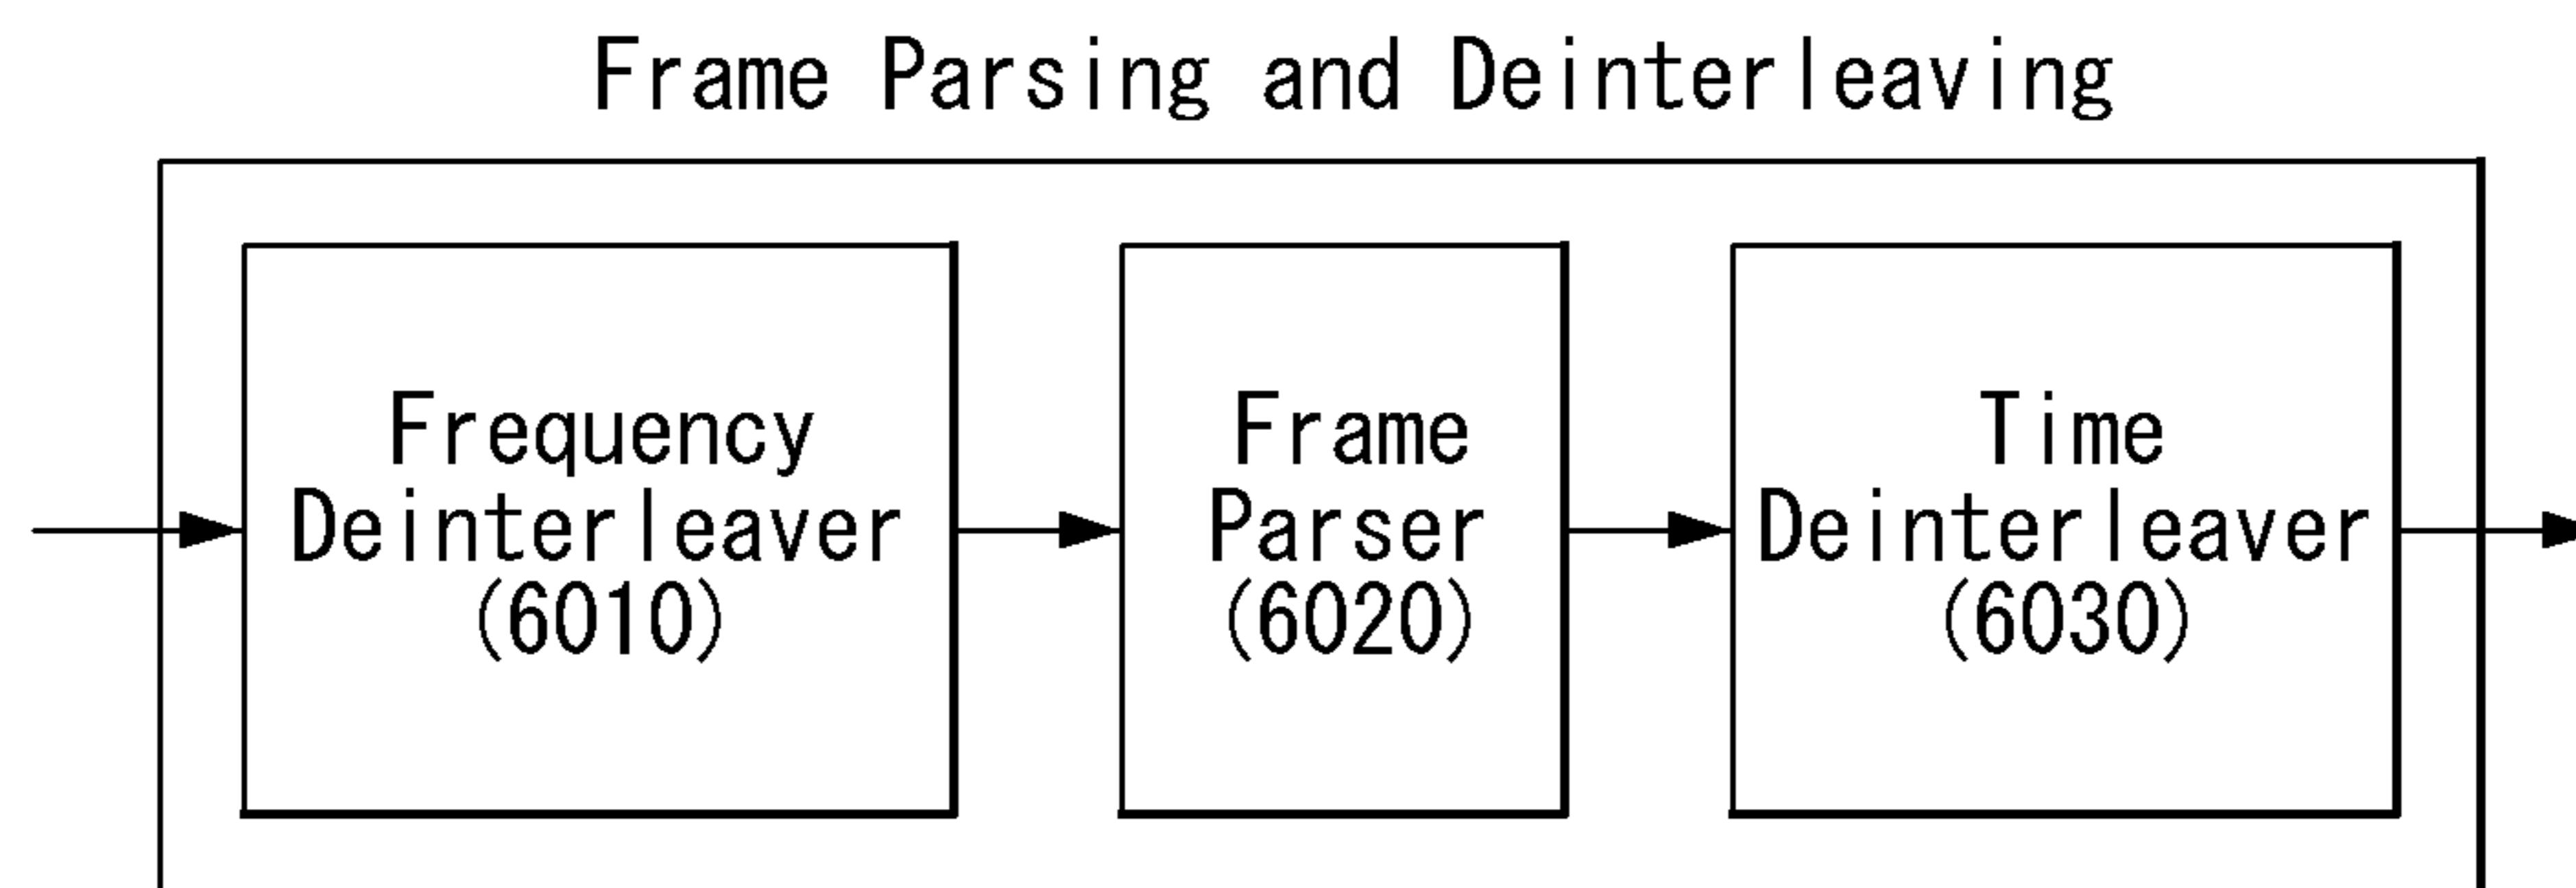 Frame Parsing and Deinterleaving
Frequency
Deinterleaver
(6010)
Frame
Parser
(6020)
Time
Deinterleaver
(6030)